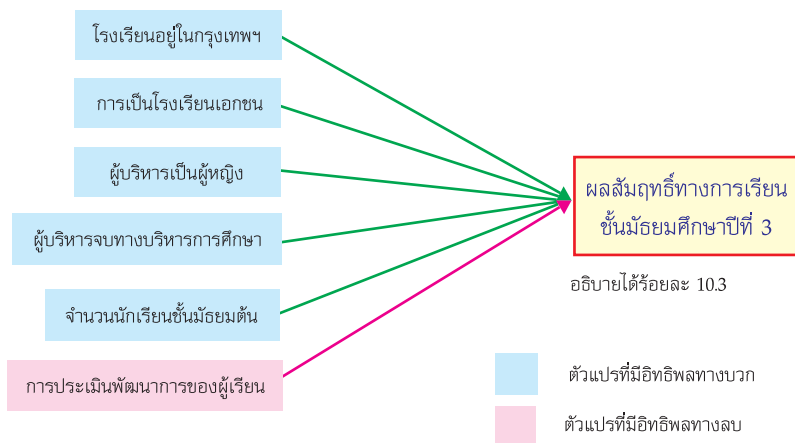 โรงเรียนอยู่ในกรุงเทพฯ
การเป็นโรงเรียนเอกชน
ผู้บริหารเป็นผู้หญิง
ผู้บริหารจบทางบริหารการศึกษา
จำนวนนักเรียนชั้นมัธยมต้น
การประเมินพัฒนาการของผู้เรียน
ผลสัมฤทธิ์ทางการเรียน
ชั้นมัธยมศึกษาปีที่ 3
อธิบายได้ร้อยละ 10.3
ตัวแปรที่มีอิทธิพลทางบวก
ตัวแปรที่มีอิทธิพลทางลบ